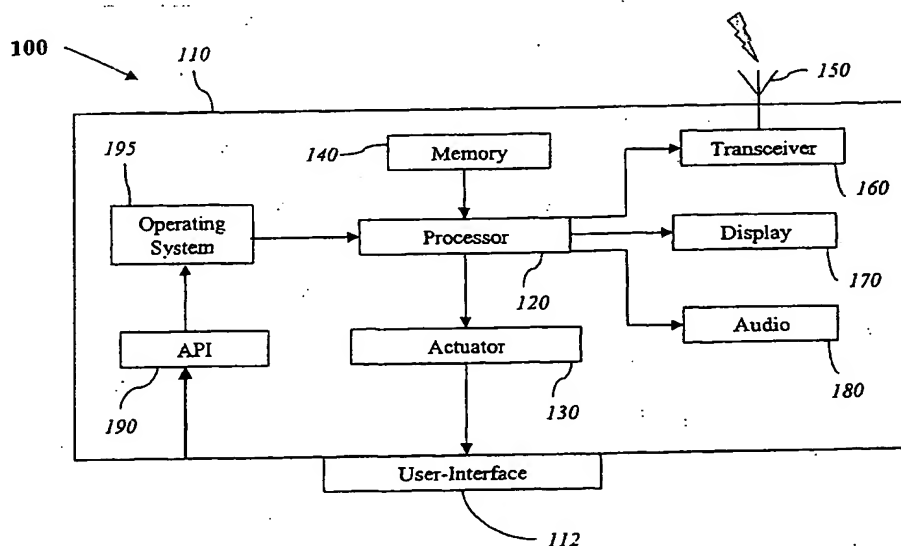 100
110
150
195
140
Memory
Transceiver
160
Operating
System
Processor
Display
120
170
API
Actuator
Audio
190
130
180
User-Interface
112